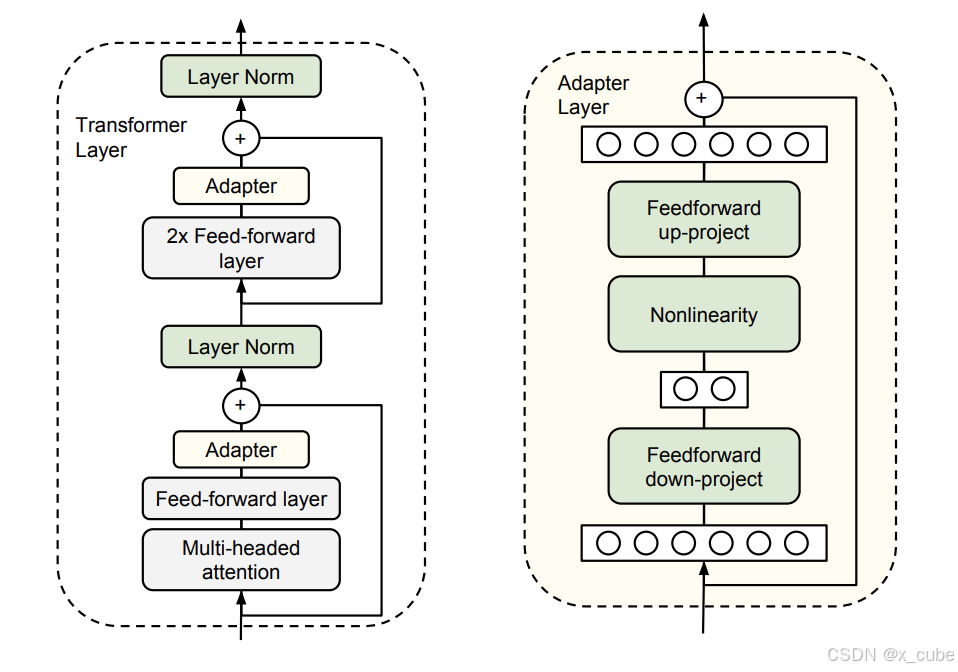 Layer Norm
Transformer
Layer
+
Adapter
2x Feed-forward
layer
Layer Norm
+
Adapter
Feed-forward layer
Multi-headed
attention
Adapter
Layer
+
Feedforward
up-project
Nonlinearity
Feedforward
down-project
CSDN @x_cube